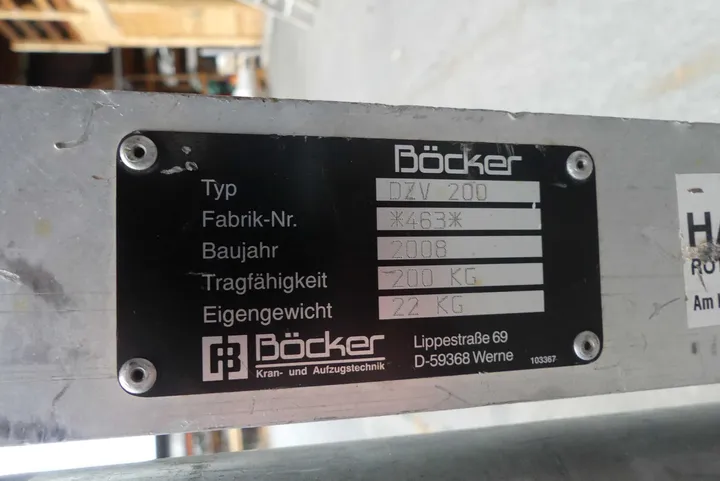 Böcker
Typ DZV 200
Fabrik-Nr. *463*
Baujahr 2008
Tragfähigkeit 200 KG
Eigengewicht 22 KG
Böcker
Kran- und Aufzugstechnik
Lippestraße 69
D-59368 Werne
103367
Am